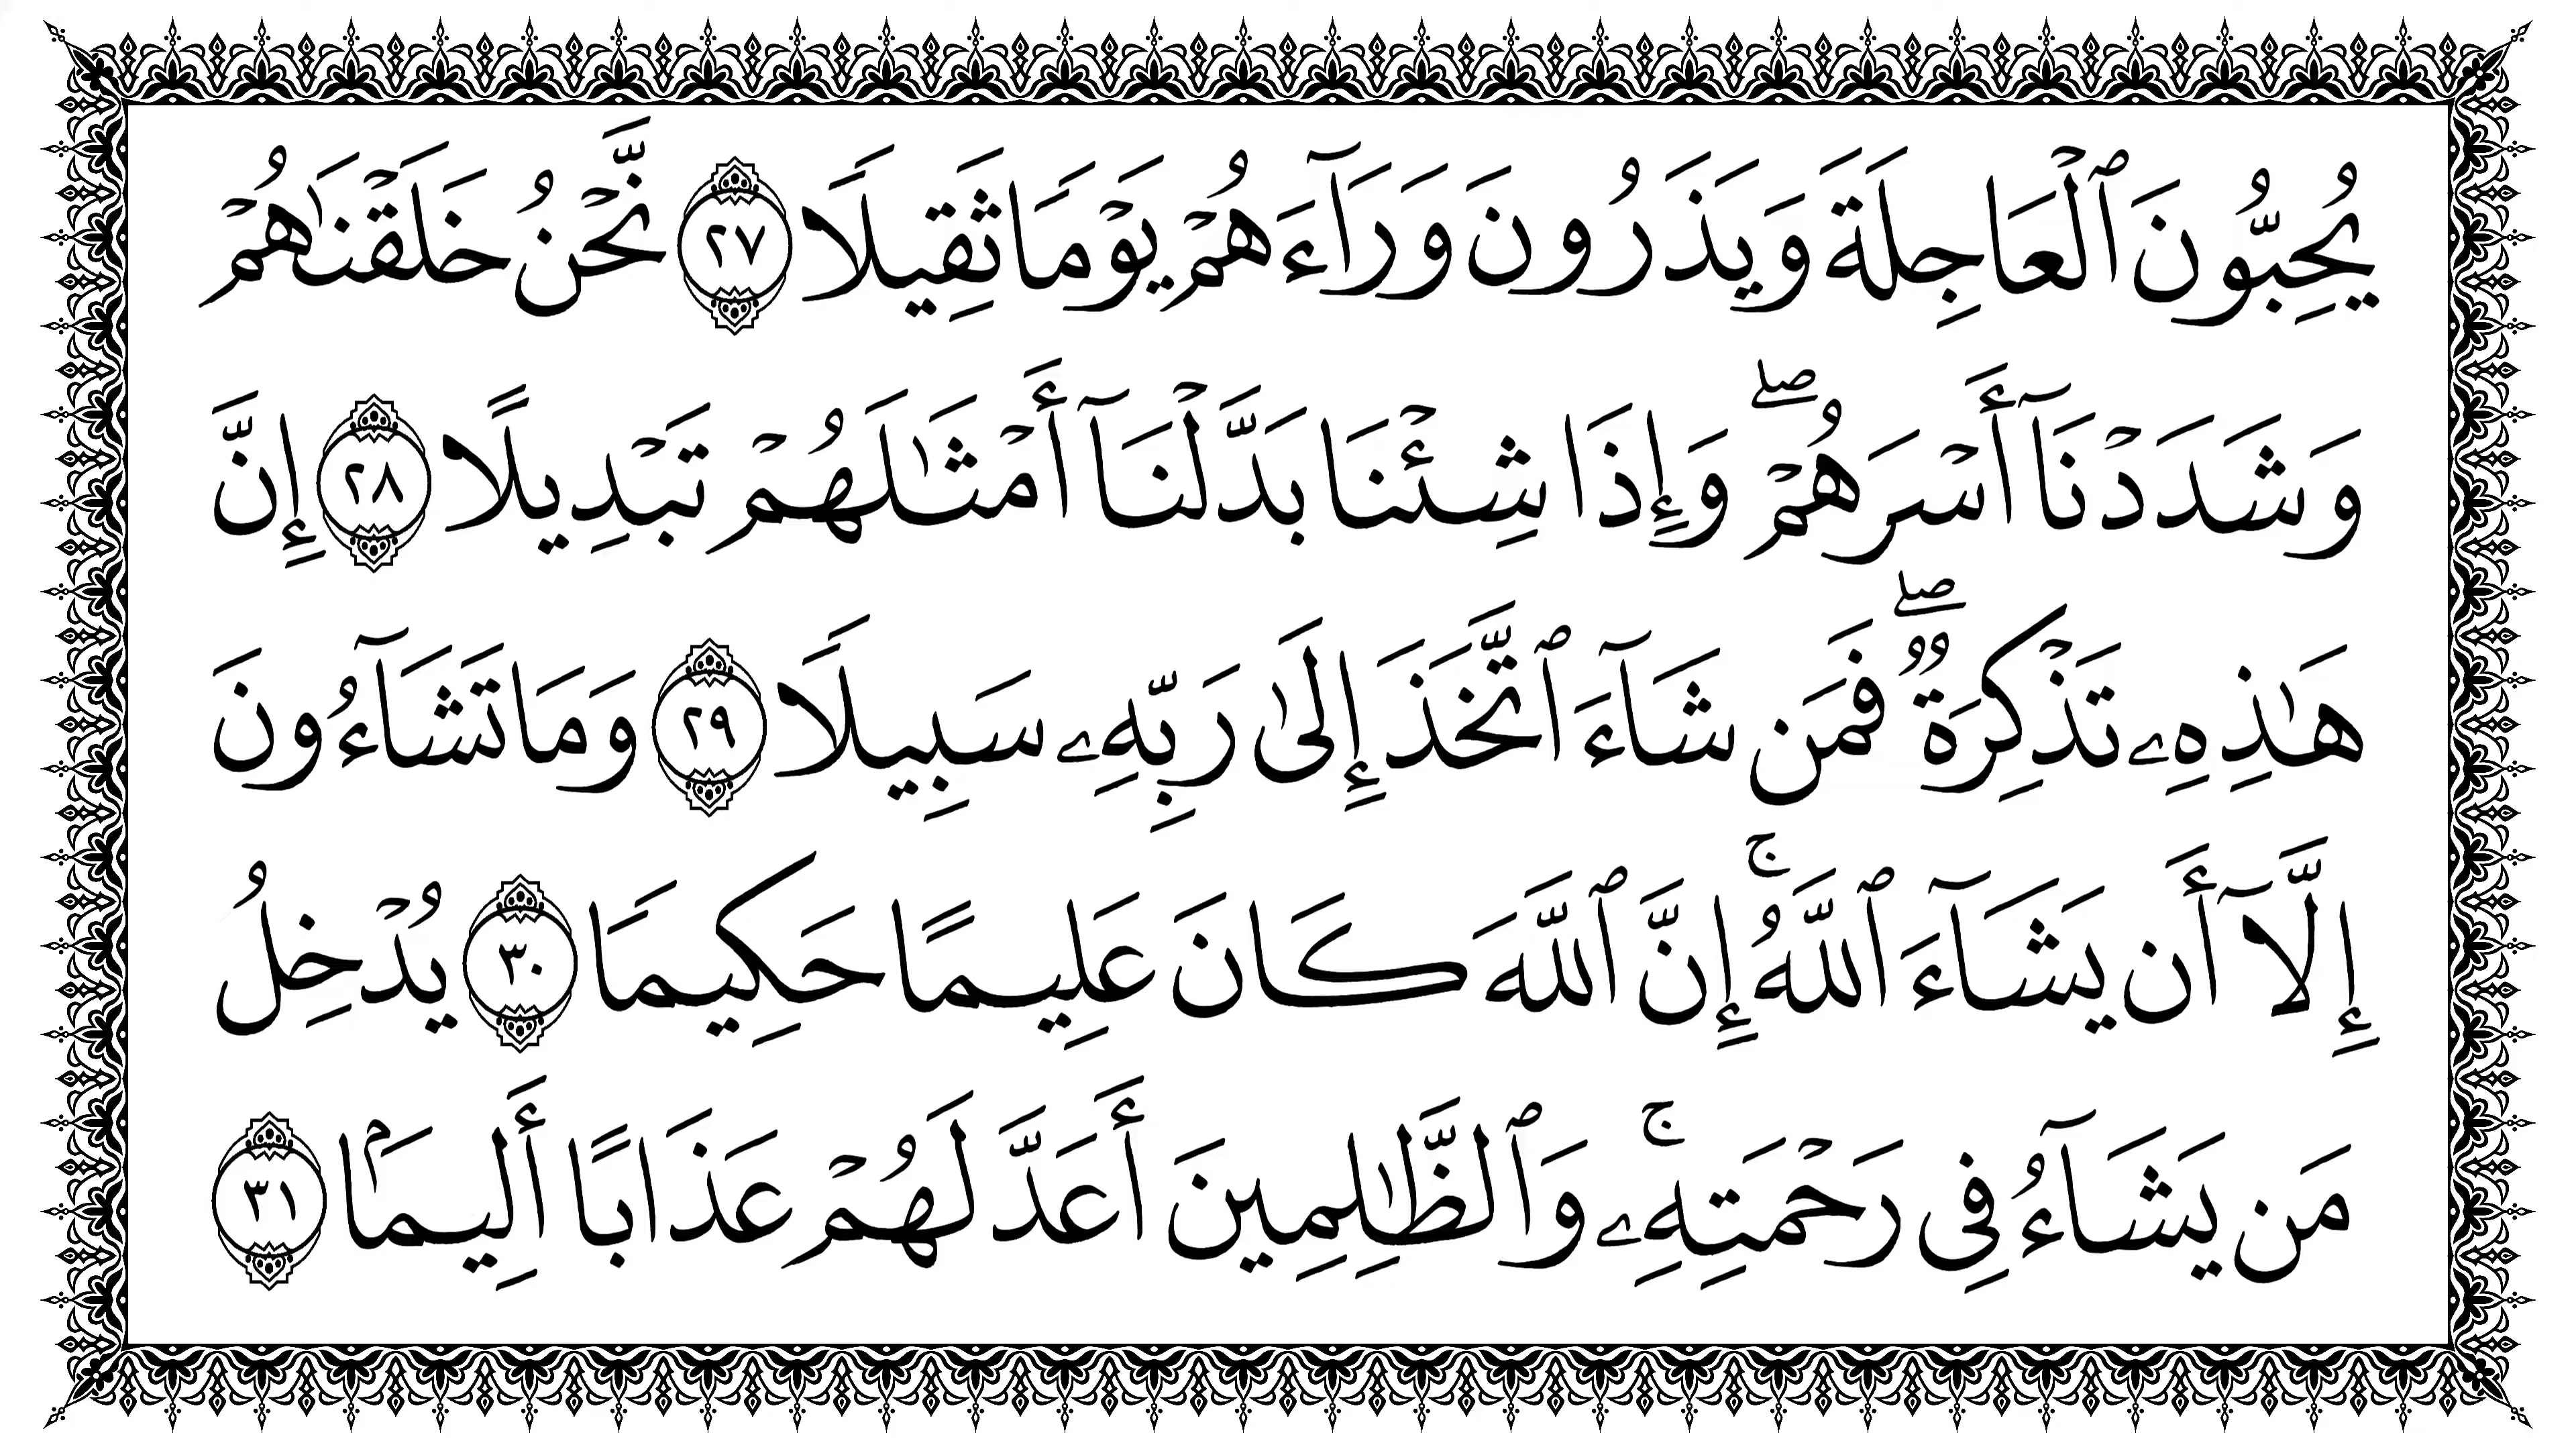 يُحِبُّونَ ٱلْعَاجِلَةَ وَيَذَرُونَ وَرَآءَهُمْ يَوْمًا ثَقِيلًا ٢٧ نَّحْنُ خَلَقْنَٰهُمْ
وَشَدَدْنَآ أَسْرَهُمْ ۖ وَإِذَا شِئْنَا بَدَّلْنَآ أَمْثَٰلَهُمْ تَبْدِيلًا ٢٨ إِنَّ
هَٰذِهِۦ تَذْكِرَةٌ ۖ فَمَن شَآءَ ٱتَّخَذَ إِلَىٰ رَبِّهِۦ سَبِيلًا ٢٩ وَمَا تَشَآءُونَ
إِلَّآ أَن يَشَآءَ ٱللَّهُ ۚ إِنَّ ٱللَّهَ كَانَ عَلِيمًا حَكِيمًا ٣٠ يُدْخِلُ
مَن يَشَآءُ فِى رَحْمَتِهِۦ ۚ وَٱلظَّٰلِمِينَ أَعَدَّ لَهُمْ عَذَابًا أَلِيمَۢا ٣١